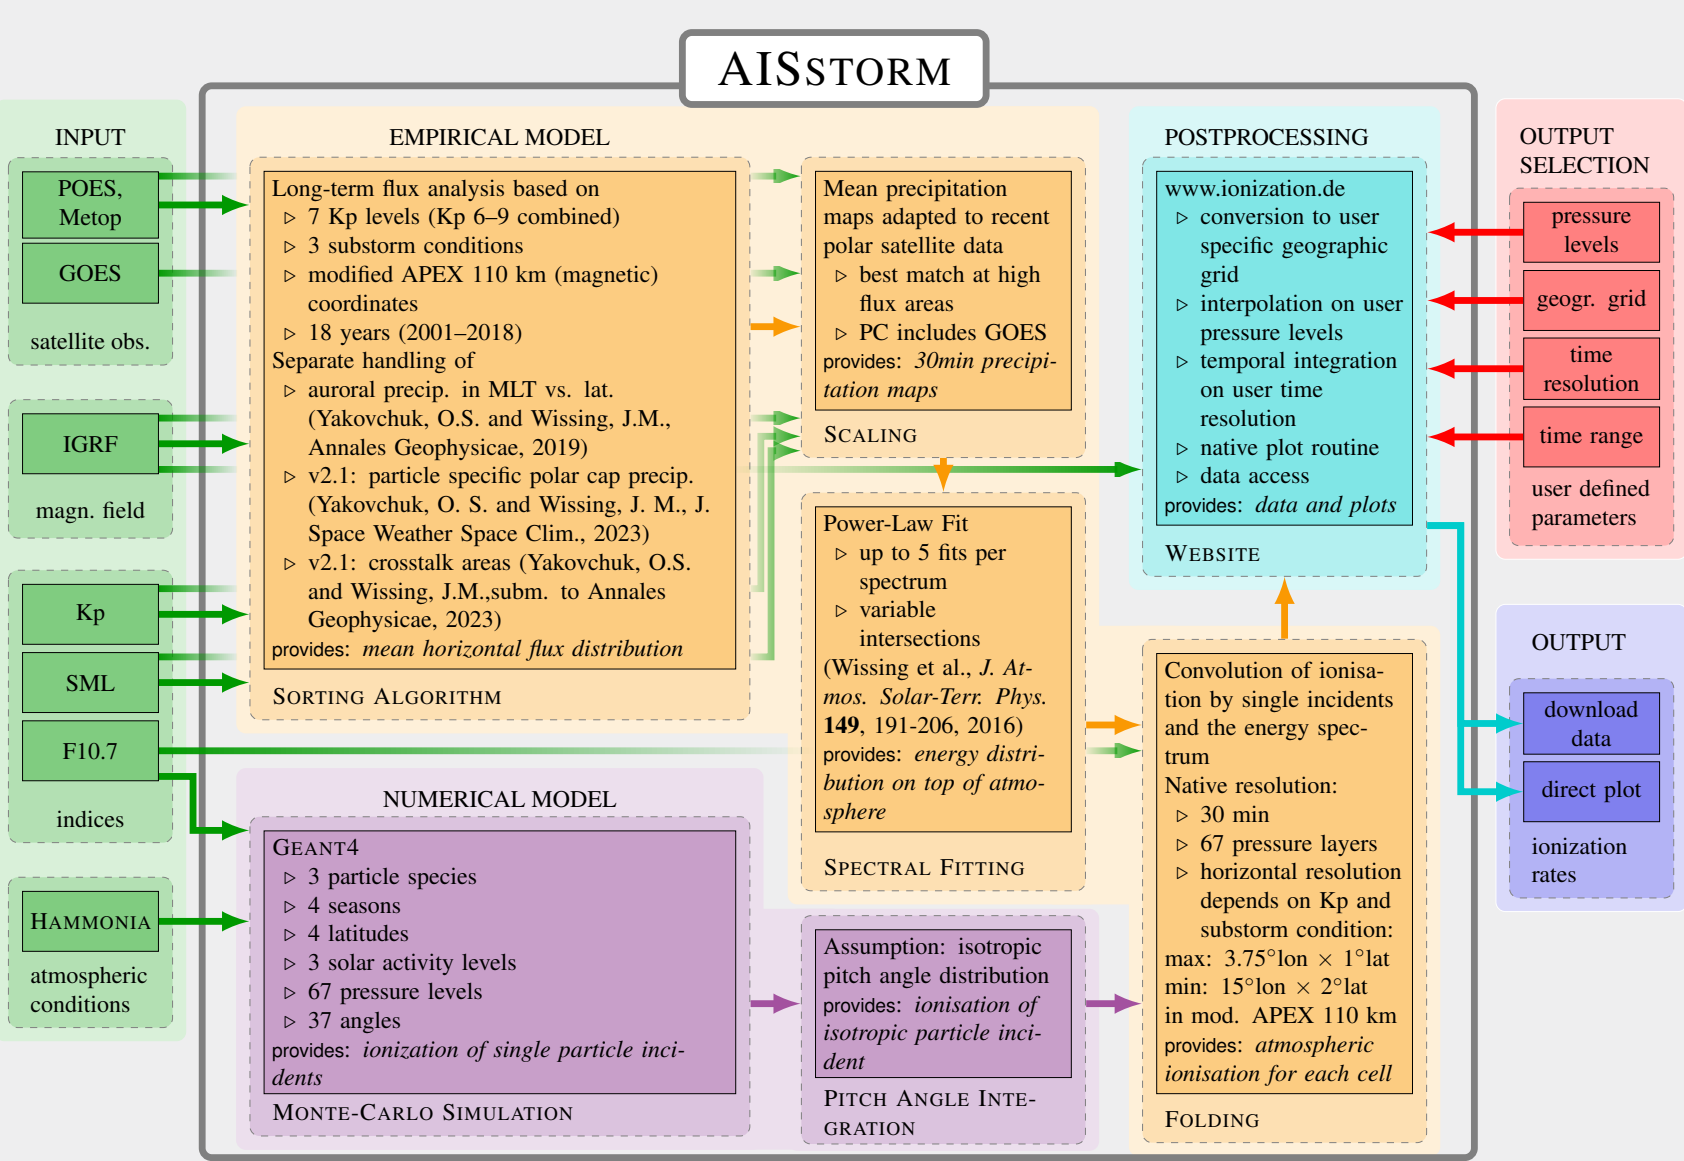 AISSTORM
INPUT
POES,
Metop
GOES
satellite obs.
IGRF
magn. field
Kp
SML
F10.7
indices
HAMMONIA
atmospheric
conditions
EMPIRICAL MODEL
Long-term flux analysis based on
▷ 7 Kp levels (Kp 6–9 combined)
▷ 3 substorm conditions
▷ modified APEX 110 km (magnetic)
coordinates
▷ 18 years (2001–2018)
Separate handling of
▷ auroral precip. in MLT vs. lat.
(Yakovchuk, O.S. and Wissing, J.M.,
Annales Geophysicae, 2019)
▷ v2.1: particle specific polar cap precip.
(Yakovchuk, O. S. and Wissing, J. M., J.
Space Weather Space Clim., 2023)
▷ v2.1: crosstalk areas (Yakovchuk, O.S.
and Wissing, J.M.,subm. to Annales
Geophysicae, 2023)
provides: mean horizontal flux distribution
SORTING ALGORITHM
Mean precipitation
maps adapted to recent
polar satellite data
▷ best match at high
flux areas
▷ PC includes GOES
provides: 30min precipi-
tation maps
SCALING
Power-Law Fit
▷ up to 5 fits per
spectrum
▷ variable
intersections
(Wissing et al., J. At-
mos. Solar-Terr. Phys.
149, 191-206, 2016)
provides: energy distri-
bution on top of atmo-
sphere
SPECTRAL FITTING
NUMERICAL MODEL
GEANT4
▷ 3 particle species
▷ 4 seasons
▷ 4 latitudes
▷ 3 solar activity levels
▷ 67 pressure levels
▷ 37 angles
provides: ionization of single particle inci-
dents
MONTE-CARLO SIMULATION
Assumption: isotropic
pitch angle distribution
provides: ionisation of
isotropic particle inci-
dent
PITCH ANGLE INTE-
GRATION
POSTPROCESSING
www.ionization.de
▷ conversion to user
specific geographic
grid
▷ interpolation on user
pressure levels
▷ temporal integration
on user time
resolution
▷ native plot routine
▷ data access
provides: data and plots
WEBSITE
Convolution of ionisa-
tion by single incidents
and the energy spec-
trum
Native resolution:
▷ 30 min
▷ 67 pressure layers
▷ horizontal resolution
depends on Kp and
substorm condition:
max: 3.75°lon × 1°lat
min: 15°lon × 2°lat
in mod. APEX 110 km
provides: atmospheric
ionisation for each cell
FOLDING
OUTPUT
SELECTION
pressure
levels
geogr. grid
time
resolution
time range
user defined
parameters
OUTPUT
download
data
direct plot
ionization
rates